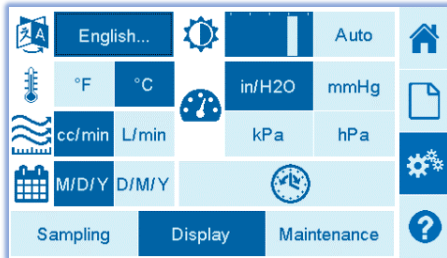 English... Auto
°F °C in/H2O mmHg
cc/min L/min kPa hPa
M/D/Y D/M/Y
Sampling Display Maintenance